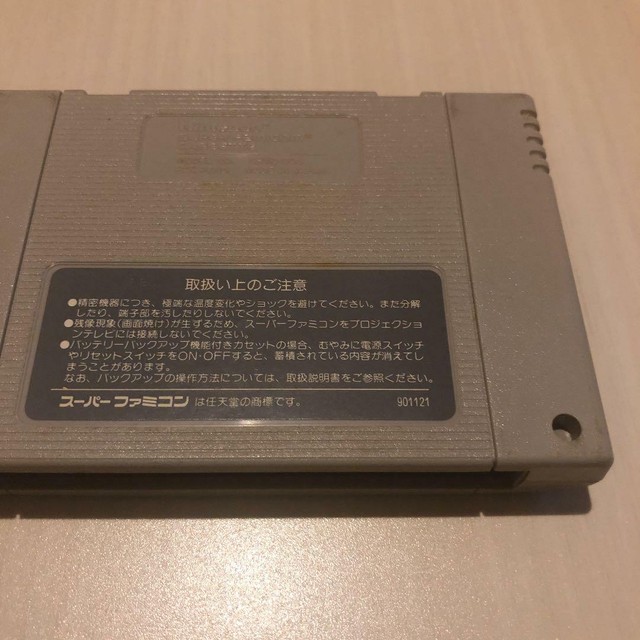 取扱い上のご注意
●精密機器につき、極端な温度変化やショックを避けてください。また分解
したり、端子部を汚したりしないでください。
●残像現象(画面焼け)が生ずるため、スーパーファミコンをプロジェクショ
ンテレビには接続しないでください。
●バッテリーバックアップ機能付きカセットの場合、むやみに電源スイッチ
やリセットスイッチをON・OFFすると、蓄積されている内容が消えてし
まうことがあります。
なお、バックアップの操作方法については、取扱説明書をご参照ください。
スーパーファミコン は任天堂の商標です。 901121